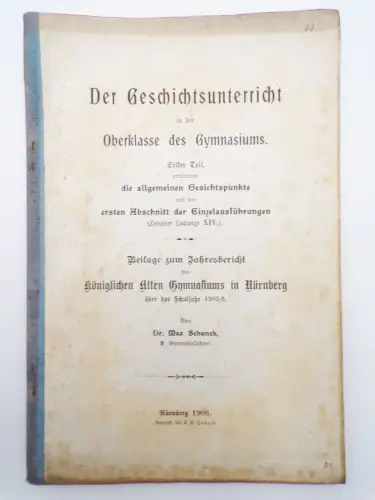 Der Geschichtsunterricht
in der
Oberklasse des Gymnasiums.
Erster Teil,
enthaltend
die allgemeinen Gesichtspunkte
und den
ersten Abschnitt der Einzelausführungen
(Zeitalter Ludwigs XIV.).
Beilage zum Jahresbericht
des
Königlichen Alten Gymnasiums in Nürnberg
über das Schuljahr 1905/6.
Von
Dr. Max Schunck,
K. Gymnasiallehrer
Nürnberg 1906.